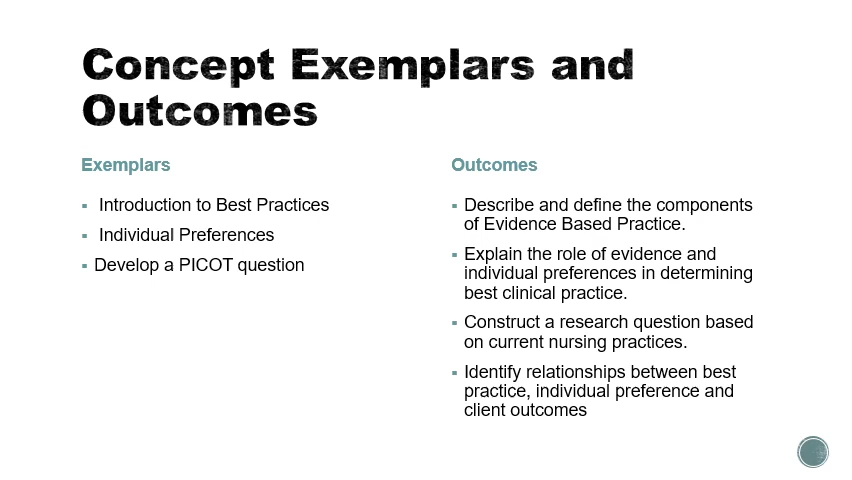 Concept Exemplars and
Outcomes
Exemplars
▪ Introduction to Best Practices
▪ Individual Preferences
▪ Develop a PICOT question
Outcomes
▪ Describe and define the components
of Evidence Based Practice.
▪ Explain the role of evidence and
individual preferences in determining
best clinical practice.
▪ Construct a research question based
on current nursing practices.
▪ Identify relationships between best
practice, individual preference and
client outcomes